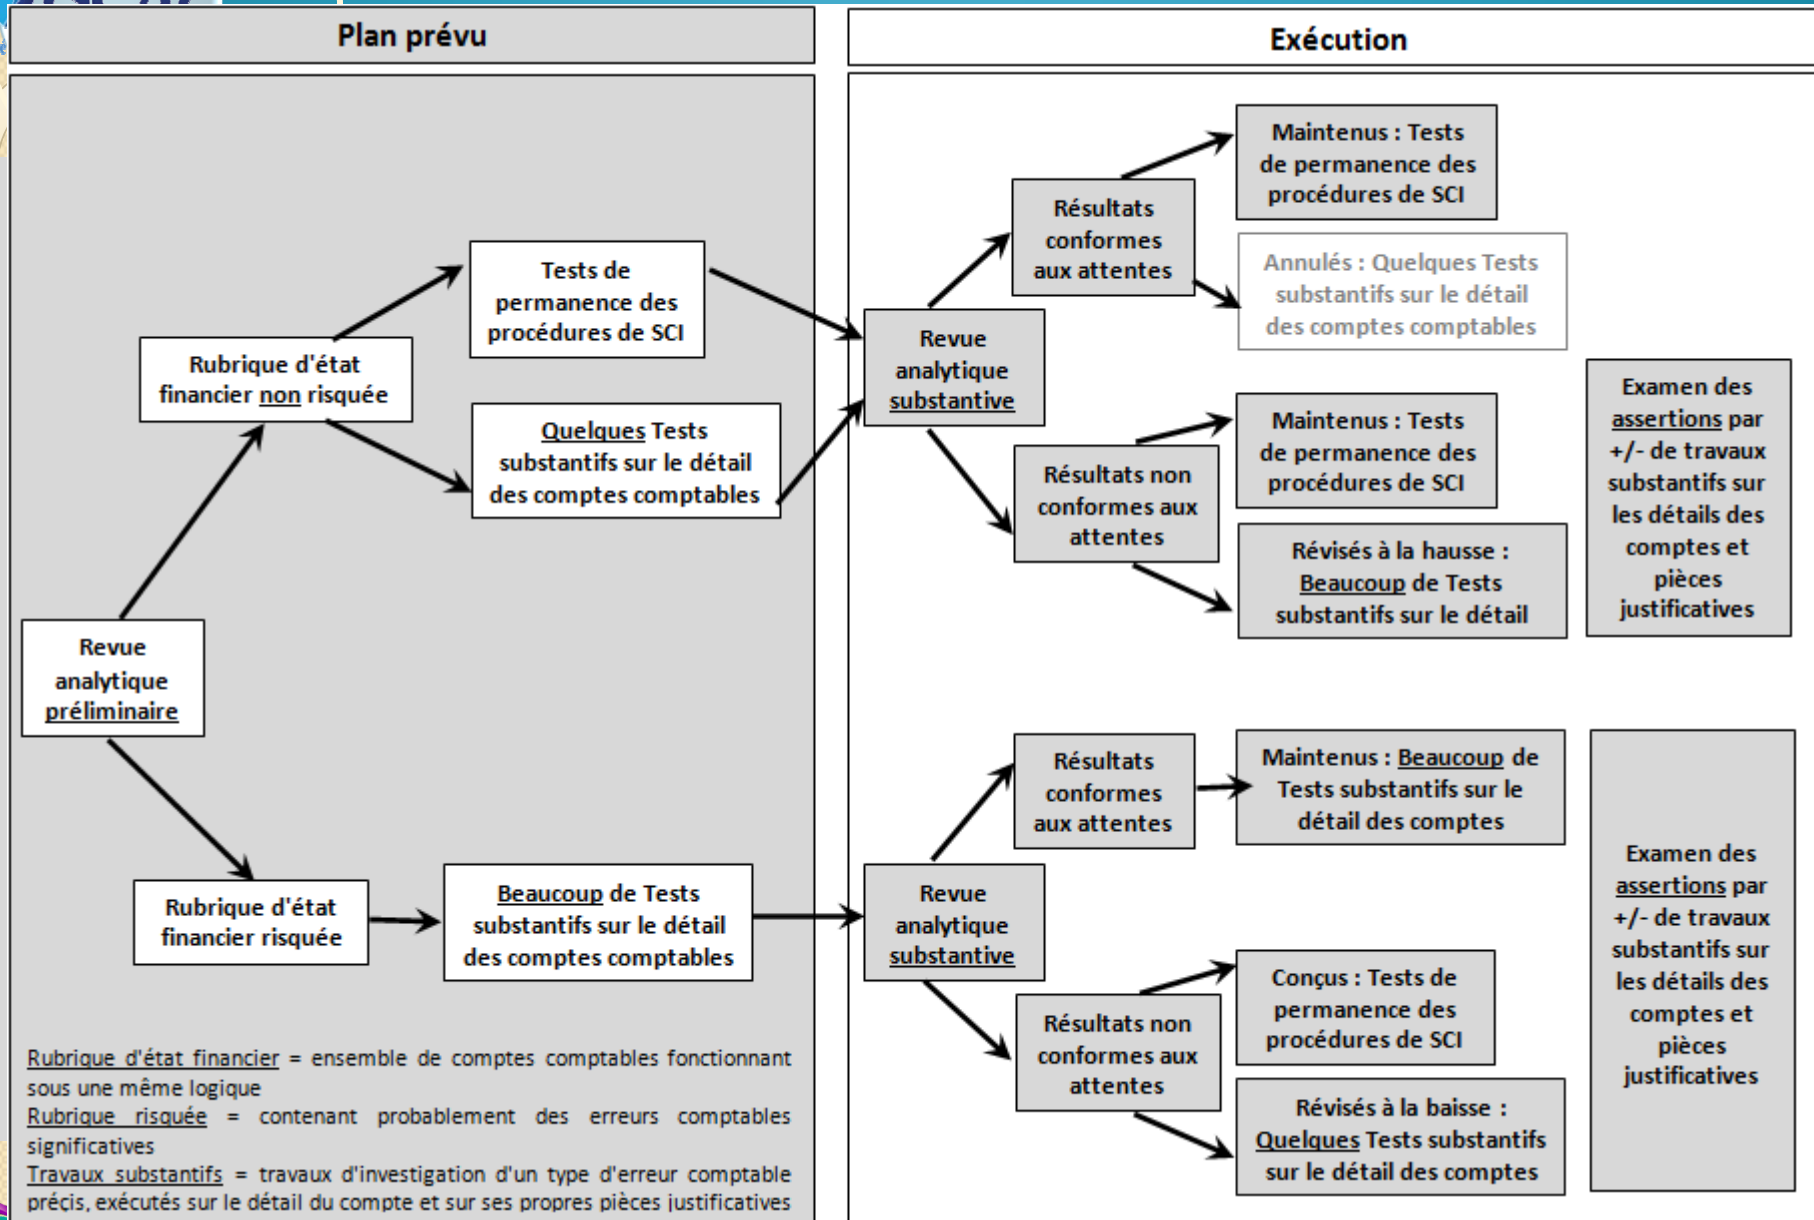 Plan prévu
Exécution
Revue
analytique
préliminaire
Rubrique d'état
financier non risquée
Tests de
permanence des
procédures de SCI
Quelques Tests
substantifs sur le détail
des comptes comptables
Rubrique d'état
financier risquée
Beaucoup de Tests
substantifs sur le détail
des comptes comptables
Rubrique d'état financier = ensemble de comptes comptables fonctionnant
sous une même logique
Rubrique risquée = contenant probablement des erreurs comptables
significatives
Travaux substantifs = travaux d'investigation d'un type d'erreur comptable
précis, exécutés sur le détail du compte et sur ses propres pièces justificatives
Revue
analytique
substantive
Résultats
conformes
aux attentes
Maintenus : Tests
de permanence des
procédures de SCI
Annulés : Quelques Tests
substantifs sur le détail
des comptes comptables
Résultats non
conformes aux
attentes
Maintenus : Tests
de permanence des
procédures de SCI
Révisés à la hausse :
Beaucoup de Tests
substantifs sur le détail
Examen des
assertions par
+/- de travaux
substantifs sur
les détails des
comptes et
pièces
justificatives
Revue
analytique
substantive
Résultats
conformes
aux attentes
Maintenus : Beaucoup de
Tests substantifs sur le
détail des comptes
Résultats non
conformes aux
attentes
Conçus : Tests de
permanence des
procédures de SCI
Révisés à la baisse :
Quelques Tests substantifs
sur le détail des comptes
Examen des
assertions par
+/- de travaux
substantifs sur
les détails des
comptes et
pièces
justificatives